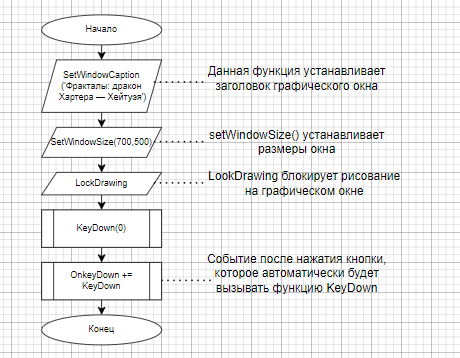 Начало
SetWindowCaption
('Фракталы: дракон
Хартера — Хейтуэя')
Данная функция устанавливает
заголовок графического окна
SetWindowSize(700,500)
setWindowSize() устанавливает
размеры окна
LookDrawing
LookDrawing блокирует рисование
на графическом окне
KeyDown(0)
OnkeyDown +=
KeyDown
Событие после нажатия кнопки,
которое автоматически будет
вызывать функцию KeyDown
Конец